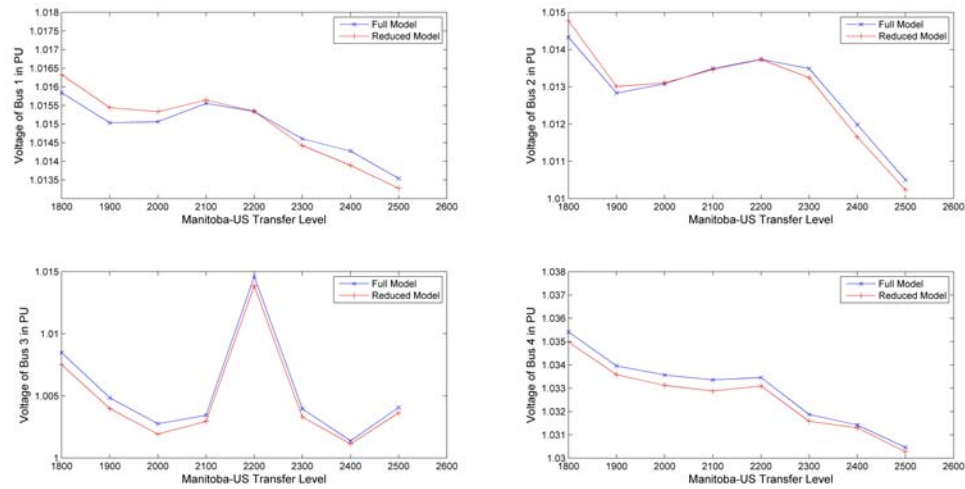 1.018
1.0175
1.017
1.0165
1.016
1.0155
1.015
1.0145
1.014
1.0135
Voltage of Bus 1 in PU
Full Model
Reduced Model
1800 1900 2000 2100 2200 2300 2400 2500 2600
Manitoba-US Transfer Level
1.015
1.014
1.013
1.012
1.011
1.01
Voltage of Bus 2 in PU
Full Model
Reduced Model
1800 1900 2000 2100 2200 2300 2400 2500 2600
Manitoba-US Transfer Level
1.015
1.01
1.005
1
Voltage of Bus 3 in PU
Full Model
Reduced Model
1800 1900 2000 2100 2200 2300 2400 2500 2600
Manitoba-US Transfer Level
1.038
1.037
1.036
1.035
1.034
1.033
1.032
1.031
1.03
Voltage of Bus 4 in PU
Full Model
Reduced Model
1800 1900 2000 2100 2200 2300 2400 2500 2600
Manitoba-US Transfer Level